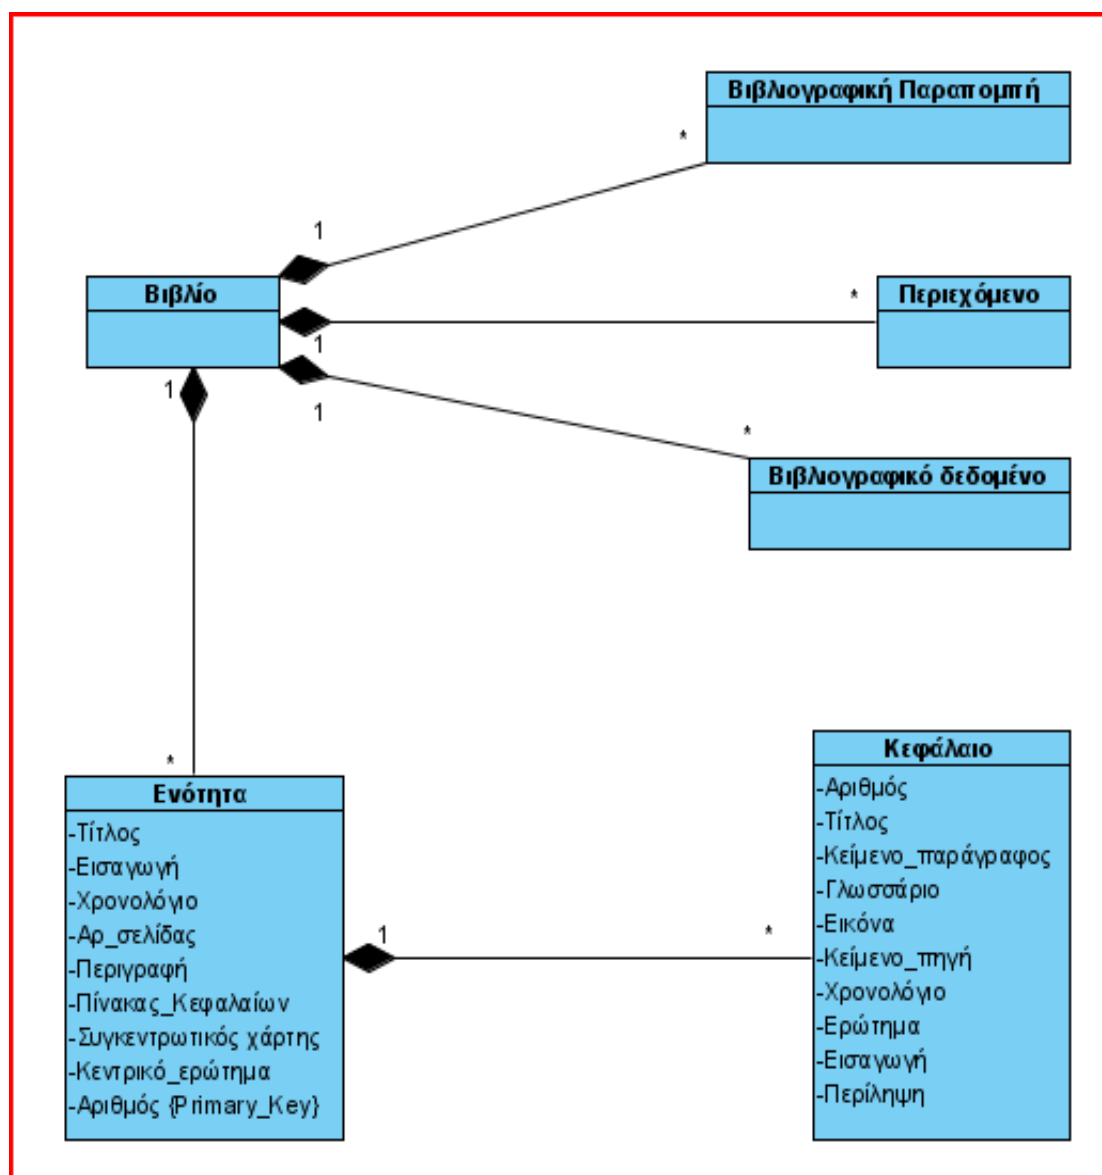 Βιβλιογραφική Παραπομπή
*
1
Βιβλίο
*
Περιεχόμενο
1
1
1
*
Βιβλιογραφικό δεδομένο
*
Ενότητα
-Τίτλος
-Εισαγωγή
-Χρονολόγιο
-Αρ_σελίδας
-Περιγραφή
-Πίνακας_Κεφαλαίων
-Συγκεντρωτικός χάρτης
-Κεντρικό_ερώτημα
-Αριθμός {Primary_Key}
1
*
Κεφάλαιο
-Αριθμός
-Τίτλος
-Κείμενο_παράγραφος
-Γλωσσάριο
-Εικόνα
-Κείμενο_πηγή
-Χρονολόγιο
-Ερώτημα
-Εισαγωγή
-Περίληψη